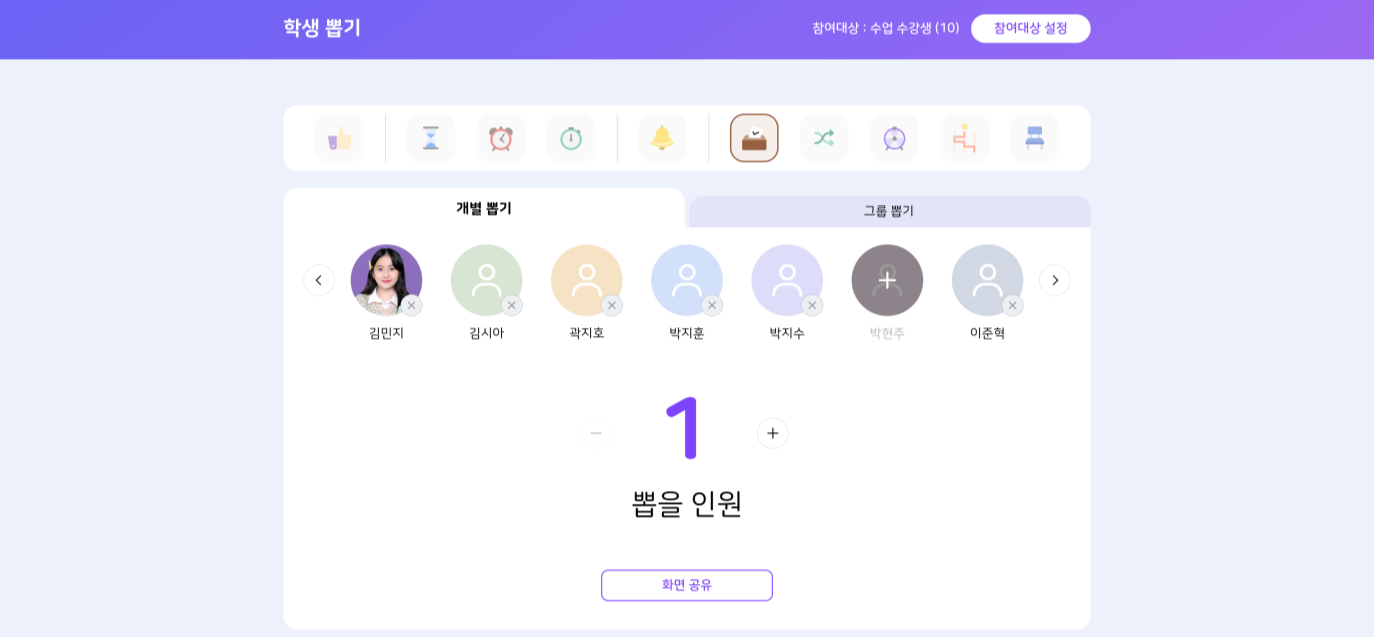 학생 뽑기
참여대상 : 수업 수강생 (10)
참여대상 설정
개별 뽑기
그룹 뽑기
김민지
김시아
곽지호
박지훈
박지수
박현주
이준혁
1
뽑을 인원
화면 공유